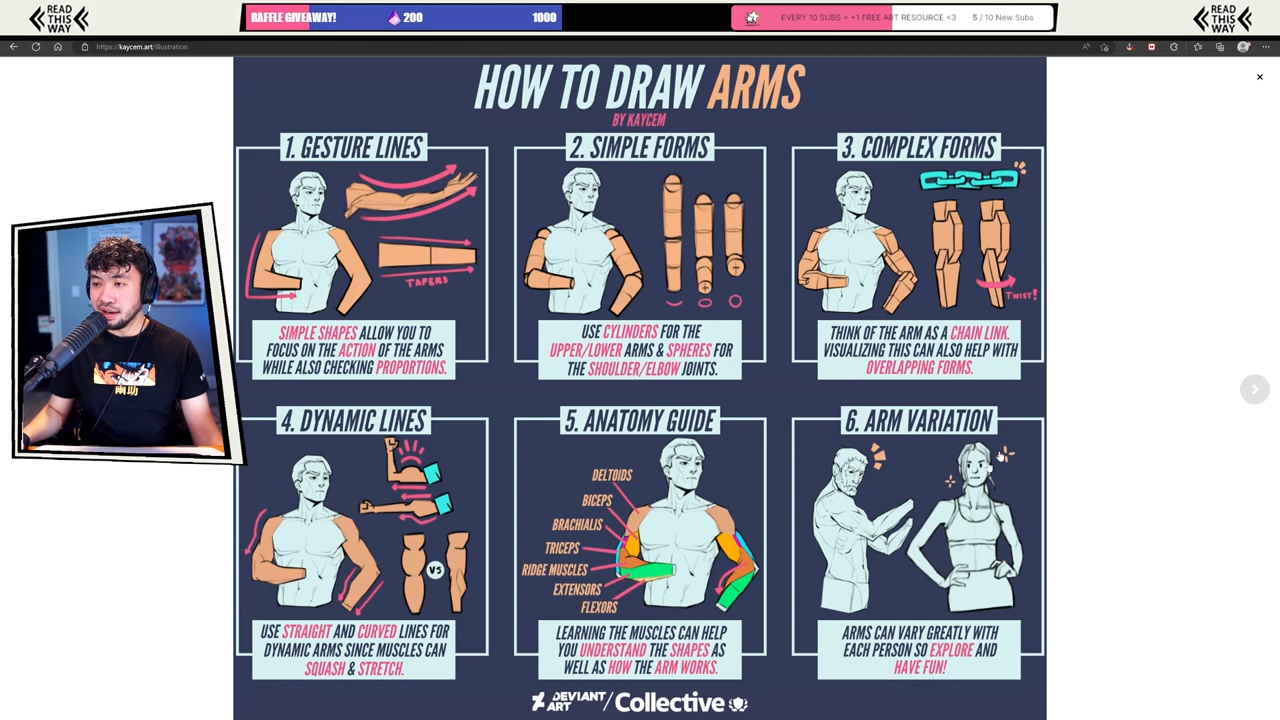 READ
THIS
WAY
RAFFLE GIVEAWAY!
200
1000
EVERY 10 SUBS = +1 FREE ART RESOURCE <3
5 / 10 New Subs
READ
THIS
WAY
https://kaycem.art/illustration
HOW TO DRAW ARMS
BY KAYCEM
1. GESTURE LINES
TAPERS
SIMPLE SHAPES ALLOW YOU TO
FOCUS ON THE ACTION OF THE ARMS
WHILE ALSO CHECKING PROPORTIONS.
2. SIMPLE FORMS
USE CYLINDERS FOR THE
UPPER/LOWER ARMS & SPHERES FOR
THE SHOULDER/ELBOW JOINTS.
3. COMPLEX FORMS
TWIST!
THINK OF THE ARM AS A CHAIN LINK.
VISUALIZING THIS CAN ALSO HELP WITH
OVERLAPPING FORMS.
4. DYNAMIC LINES
VS
USE STRAIGHT AND CURVED LINES FOR
DYNAMIC ARMS SINCE MUSCLES CAN
SQUASH & STRETCH.
5. ANATOMY GUIDE
DELTOIDS
BICEPS
BRACHIALIS
TRICEPS
RIDGE MUSCLES
EXTENSORS
FLEXORS
LEARNING THE MUSCLES CAN HELP
YOU UNDERSTAND THE SHAPES AS
WELL AS HOW THE ARM WORKS.
6. ARM VARIATION
ARMS CAN VARY GREATLY WITH
EACH PERSON SO EXPLORE AND
HAVE FUN!
DEVIANT
ART
/ Collective